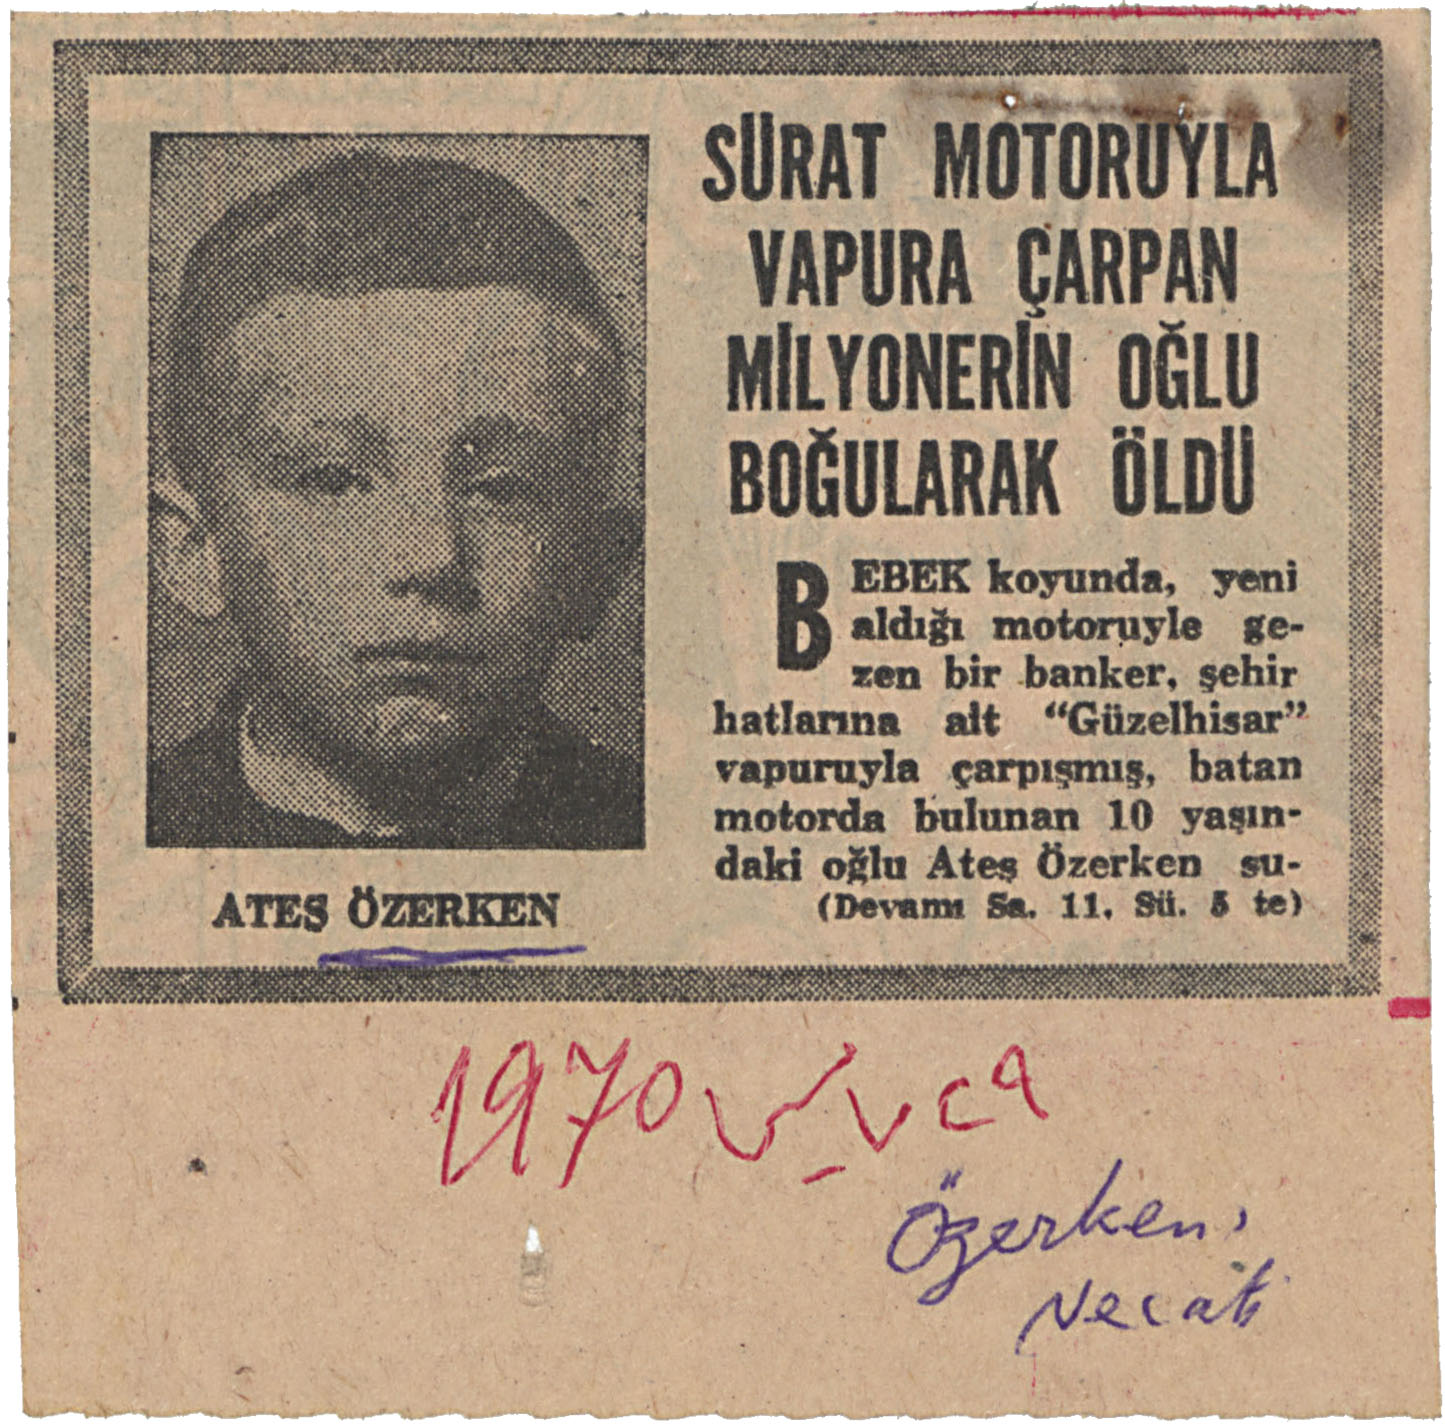 SÜRAT MOTORUYLA
VAPURA ÇARPAN
MİLYONERİN OĞLU
BOĞULARAK ÖLDÜ
BEBEK koyunda, yeni
aldığı motoruyle ge-
zen bir banker, şehir
hatlarına ait “Güzelhisar”
vapuruyla çarpışmış, batan
motorda bulunan 10 yaşın-
daki oğlu Ateş Özerken su-
(Devamı Sa. 11, Sü. 5 te)
ATEŞ ÖZERKEN
1970
Özerken,
Necati